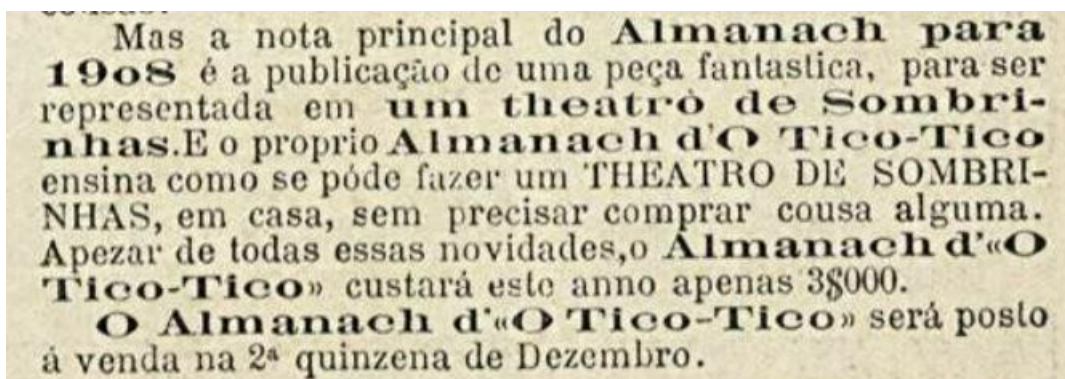 Mas a nota principal do Almanach para
1908 é a publicação de uma peça fantastica, para ser
representada em um theatrò de Sombri-
nhas.E o proprio Almanach d'O Tico-Tico
ensina como se póde fazer um THEATRO DE SOMBRI-
NHAS, em casa, sem precisar comprar cousa alguma.
Apezar de todas essas novidades,o Almanach d'«O
Tico-Tico» custará este anno apenas 3$000.
O Almanach d'«O Tico-Tico» será posto
á venda na 2ª quinzena de Dezembro.